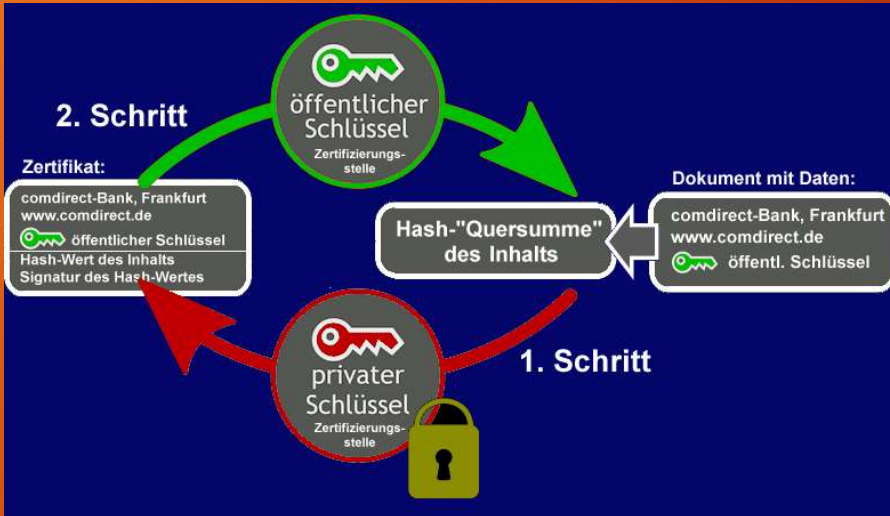 2. Schritt
öffentlicher
Schlüssel
Zertifizierungs-
stelle
Zertifikat:
comdirect-Bank, Frankfurt
www.comdirect.de
öffentlicher Schlüssel
Hash-Wert des Inhalts
Signatur des Hash-Wertes
Hash-"Quersumme"
des Inhalts
Dokument mit Daten:
comdirect-Bank, Frankfurt
www.comdirect.de
öffentl. Schlüssel
privater
Schlüssel
Zertifizierungs-
stelle
1. Schritt